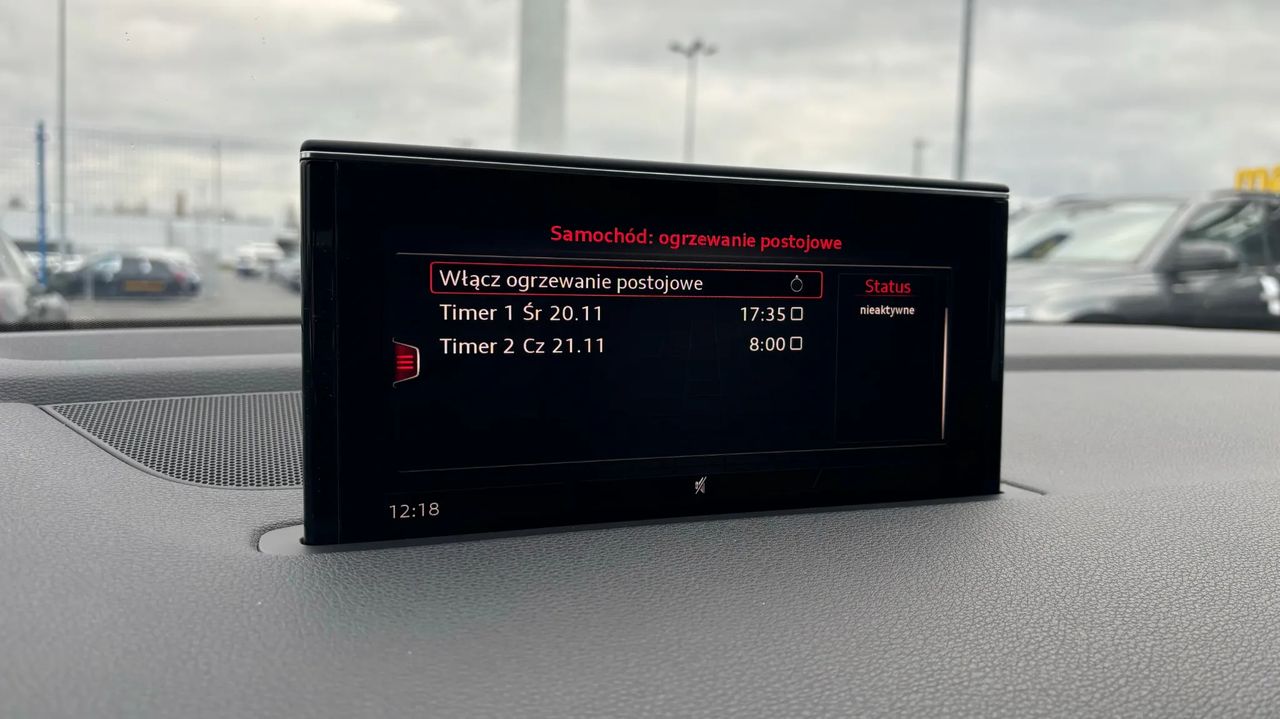 Samochód: ogrzewanie postojowe
Włącz ogrzewanie postojowe
Timer 1 Śr 20.11 17:35
Timer 2 Cz 21.11 8:00
Status
nieaktywne
12:18